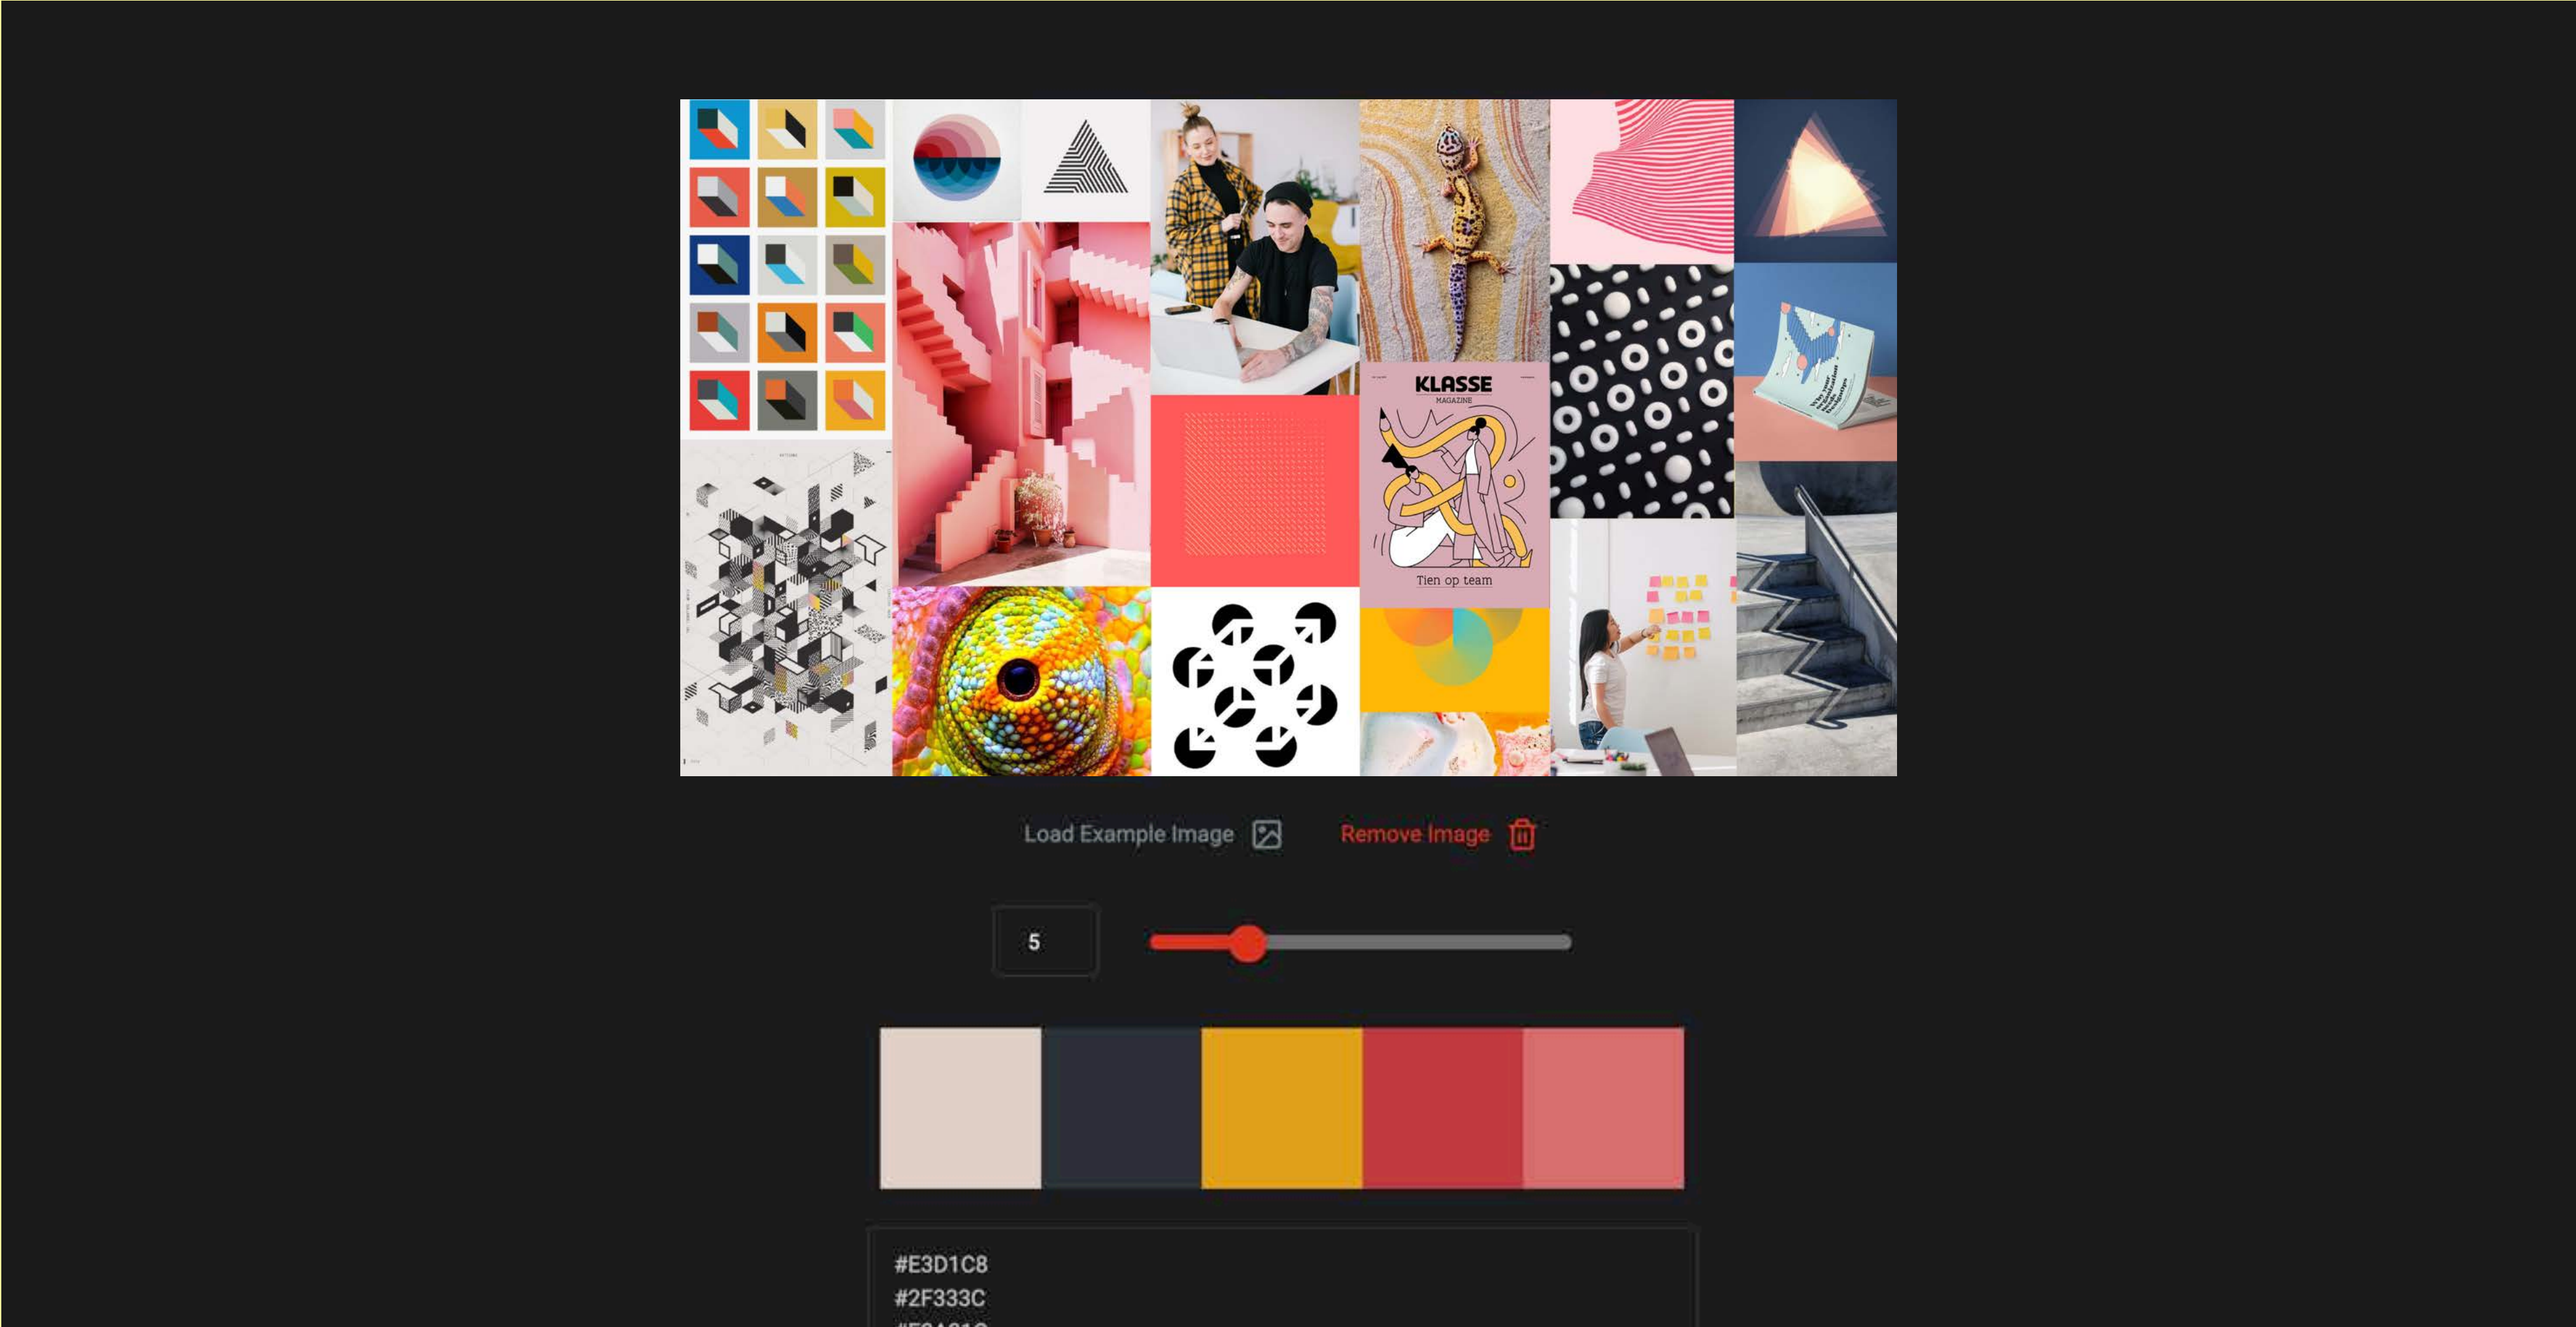 KLASSE
MAGAZINE
Tien op team
Load Example Image
Remove Image
5
#E3D1C8
#2F333C